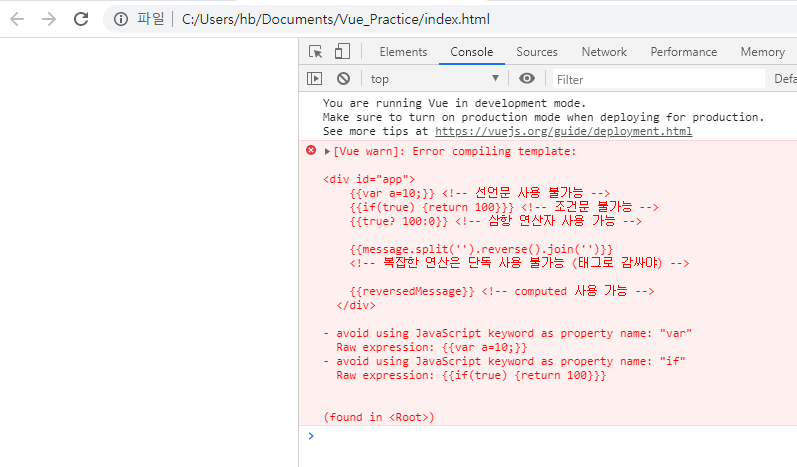 파일 C:/Users/hb/Documents/Vue_Practice/index.html
Elements Console Sources Network Performance Memory
top Filter Defa
You are running Vue in development mode.
Make sure to turn on production mode when deploying for production.
See more tips at https://vuejs.org/guide/deployment.html
[Vue warn]: Error compiling template:
<div id="app">
{{var a=10;}} <!-- 선언문 사용 불가능 -->
{{if(true) {return 100}}} <!-- 조건문 불가능 -->
{{true? 100:0}} <!-- 삼항 연산자 사용 가능 -->
{{message.split('').reverse().join('')}}
<!-- 복잡한 연산은 단독 사용 불가능 (태그로 감싸야) -->
{{reversedMessage}} <!-- computed 사용 가능 -->
</div>
- avoid using JavaScript keyword as property name: "var"
Raw expression: {{var a=10;}}
- avoid using JavaScript keyword as property name: "if"
Raw expression: {{if(true) {return 100}}}
(found in <Root>)